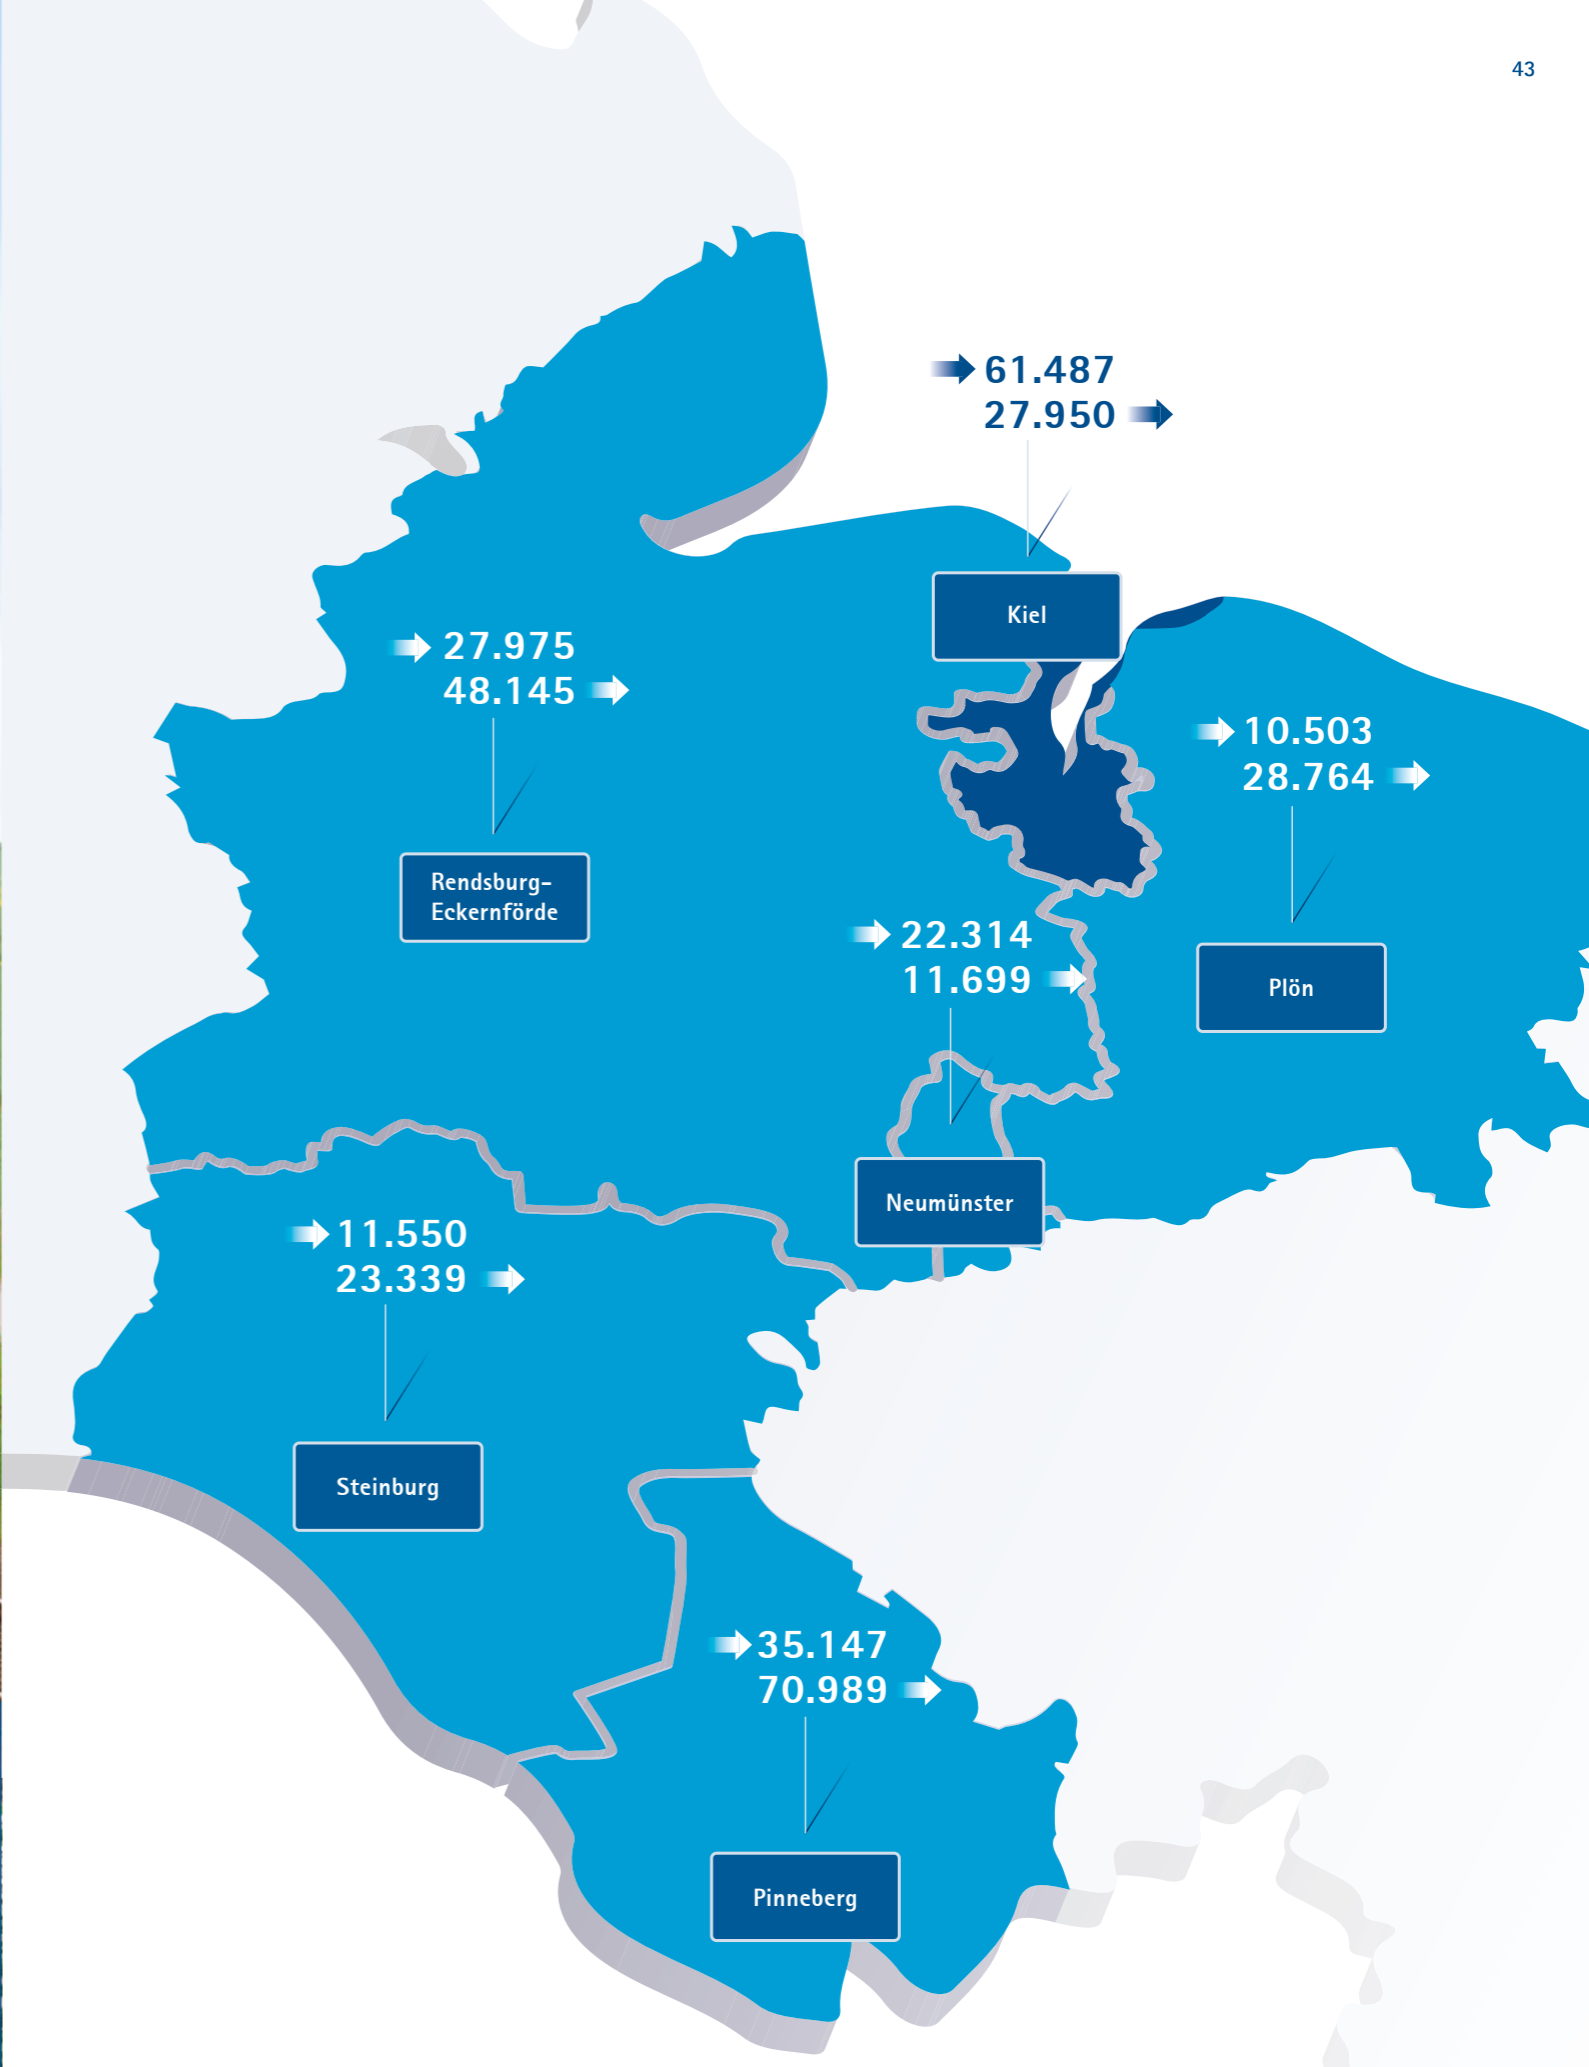 43
61.487
27.950
Kiel
27.975
48.145
Rendsburg-
Eckernförde
10.503
28.764
Plön
22.314
11.699
Neumünster
11.550
23.339
Steinburg
35.147
70.989
Pinneberg